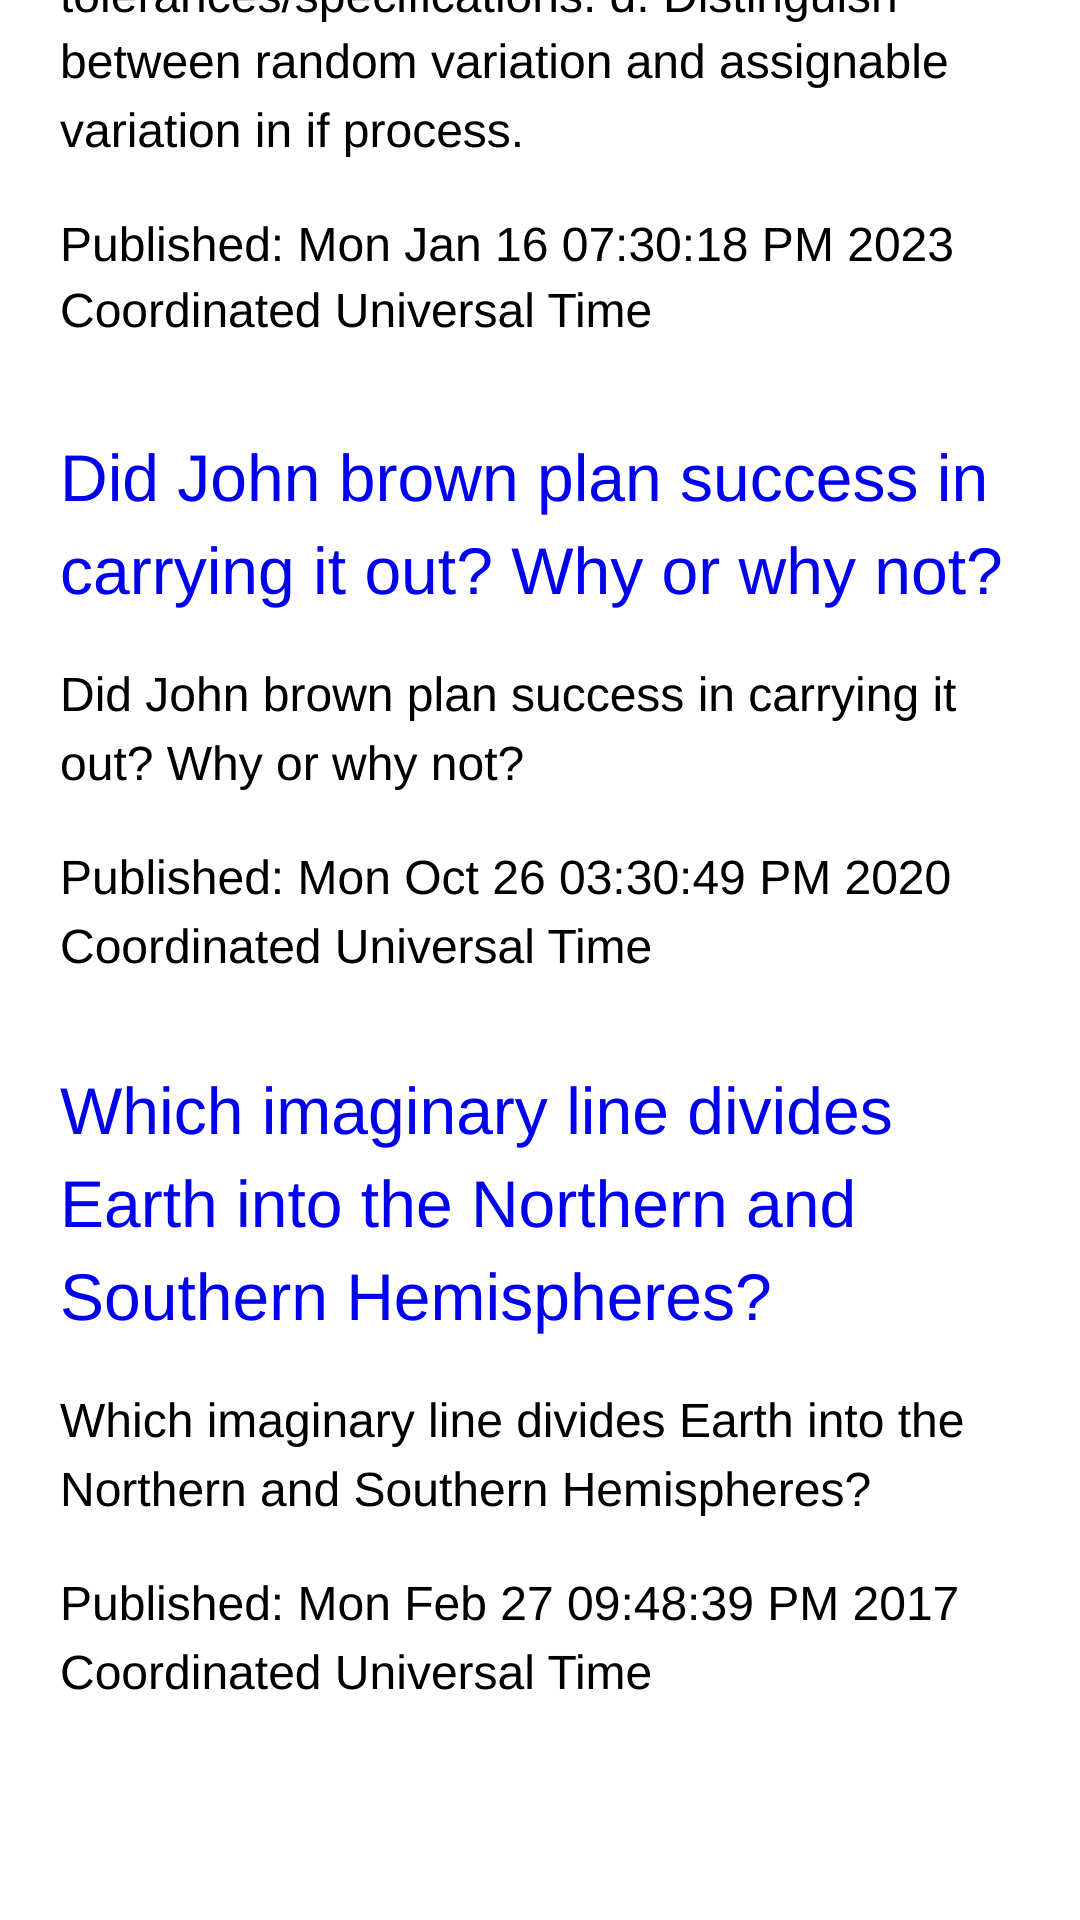 tolerances/specifications. d. Distinguish
between random variation and assignable
variation in if process.
Published: Mon Jan 16 07:30:18 PM 2023
Coordinated Universal Time
Did John brown plan success in
carrying it out? Why or why not?
Did John brown plan success in carrying it
out? Why or why not?
Published: Mon Oct 26 03:30:49 PM 2020
Coordinated Universal Time
Which imaginary line divides
Earth into the Northern and
Southern Hemispheres?
Which imaginary line divides Earth into the
Northern and Southern Hemispheres?
Published: Mon Feb 27 09:48:39 PM 2017
Coordinated Universal Time